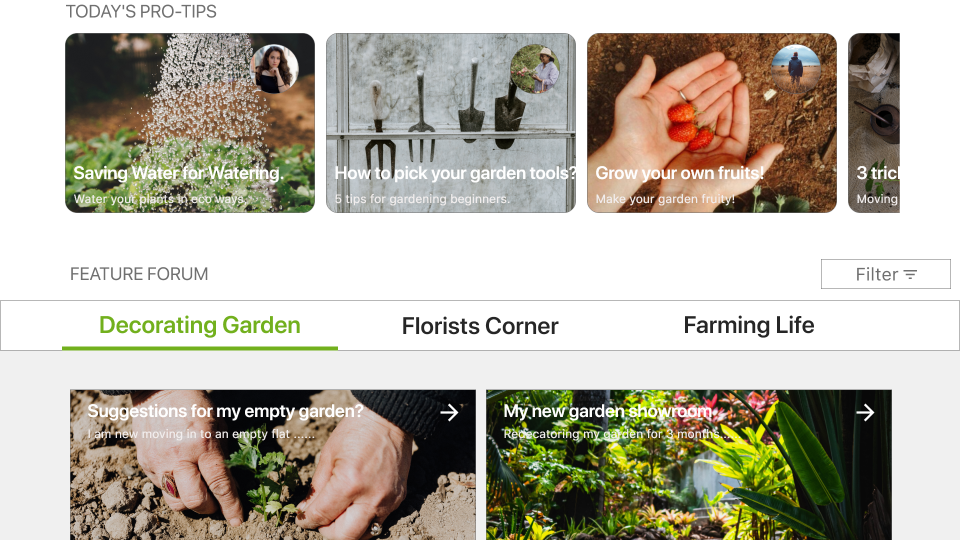 TODAY'S PRO-TIPS
Saving Water for Watering.
Water your plants in eco ways.
How to pick your garden tools?
5 tips for gardening beginners.
Grow your own fruits!
Make your garden fruity!
3 tric
Moving
FEATURE FORUM
Filter
Decorating Garden
Florists Corner
Farming Life
Suggestions for my empty garden?
I am new moving in to an empty flat ......
My new garden showroom
Redecatoring my garden for 3 months....